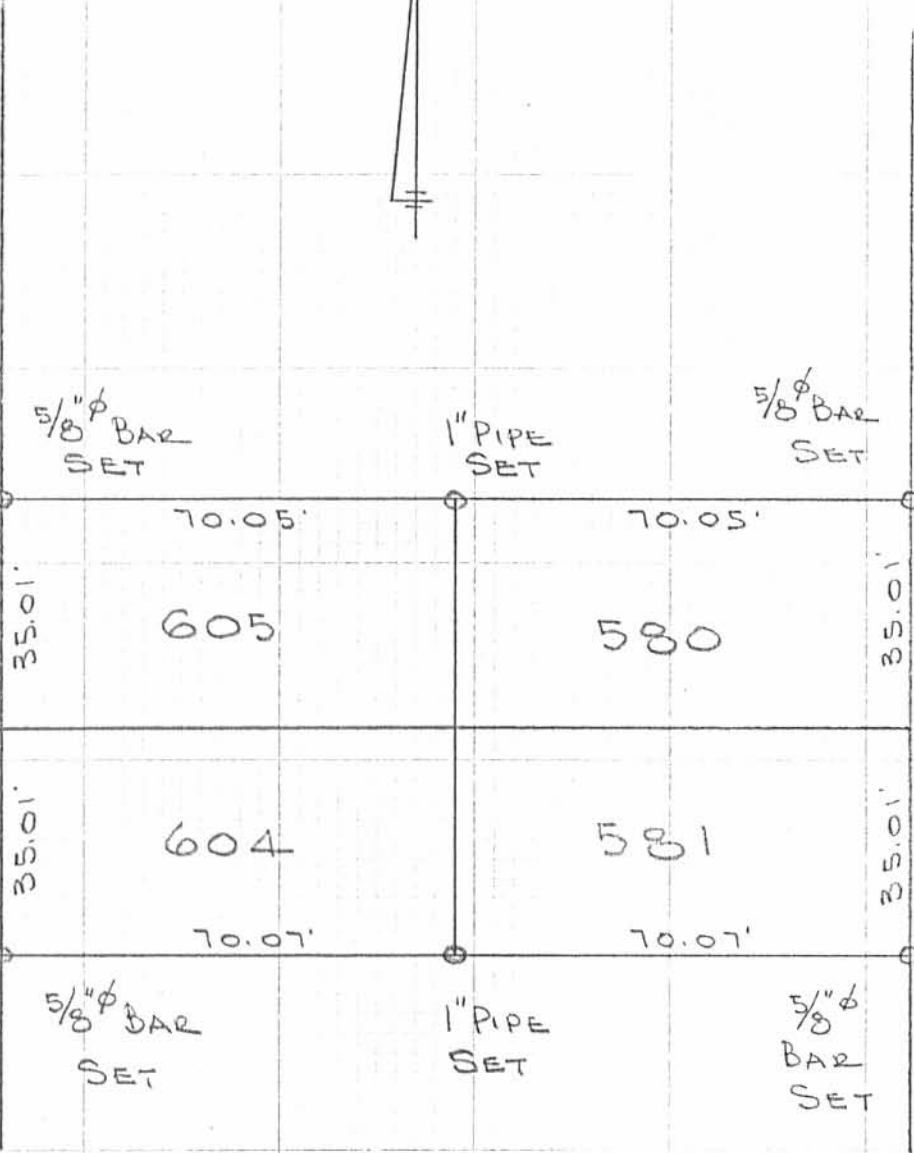 5/8"⌀ BAR
SET
1" PIPE
SET
5/8⌀ BAR
SET
70.05'
70.05'
35.01'
605
580
35.01'
35.01'
604
581
35.01'
70.07'
70.07'
5/8"⌀ BAR
SET
1" PIPE
SET
5/8"⌀
BAR
SET